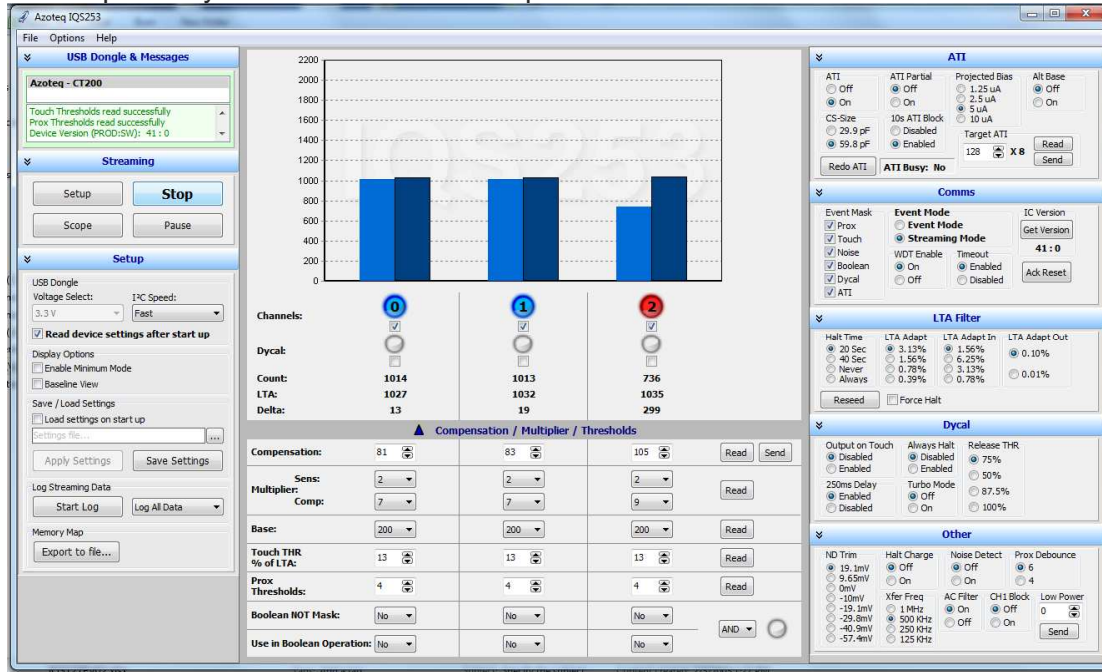 Azoteq IQS253
File Options Help
USB Dongle & Messages
Azoteq - CT200
Touch Thresholds read successfully
Prox Thresholds read successfully
Device Version (PROD:SW): 41 : 0
Streaming
Setup Stop
Scope Pause
Setup
USB Dongle
Voltage Select: I²C Speed:
3.3 V Fast
Read device settings after start up
Display Options
Enable Minimum Mode
Baseline View
Save / Load Settings
Load settings on start up
Settings file... ...
Apply Settings Save Settings
Log Streaming Data
Start Log Log All Data
Memory Map
Export to file...
IQS253
2200
2000
1800
1600
1400
1200
1000
800
600
400
200
0
Channels: 0 1 2
Dycal:
Count: 1014 1013 736
LTA: 1027 1032 1035
Delta: 13 19 299
Compensation / Multiplier / Thresholds
Compensation: 81 83 105 Read Send
Multiplier:
Sens: 2 2 2
Comp: 7 7 9 Read
Base: 200 200 200 Read
Touch THR
% of LTA: 13 13 13 Read
Prox
Thresholds: 4 4 4 Read
Boolean NOT Mask: No No No
AND
Use in Boolean Operation: No No No
ATI
ATI ATI Partial Projected Bias Alt Base
Off Off 1.25 uA Off
On On 2.5 uA On
5 uA
10 uA
CS-Size 10s ATI Block
29.9 pF Disabled
59.8 pF Enabled
Target ATI
128 X 8 Read
Send
Redo ATI ATI Busy: No
Comms
Event Mask Event Mode IC Version
Prox Event Mode Get Version
Touch Streaming Mode 41 : 0
Noise WDT Enable Timeout
Boolean On Enabled Ack Reset
Dycal Off Disabled
ATI
LTA Filter
Halt Time LTA Adapt LTA Adapt In LTA Adapt Out
20 Sec 3.13% 1.56% 0.10%
40 Sec 1.56% 6.25%
Never 0.78% 3.13% 0.01%
Always 0.39% 0.78%
Reseed Force Halt
Dycal
Output on Touch Always Halt Release THR
Disabled Disabled 75%
Enabled Enabled 50%
250ms Delay Turbo Mode 87.5%
Enabled Off 100%
Disabled On
Other
ND Trim Halt Charge Noise Detect Prox Debounce
19.1mV Off Off 6
9.65mV On On 4
0mV
-10mV Xfer Freq AC Filter CH1 Block Low Power
-19.1mV 1 MHz On Off 0
-29.8mV 500 KHz Off On Send
-40.9mV 250 KHz
-57.4mV 125 KHz